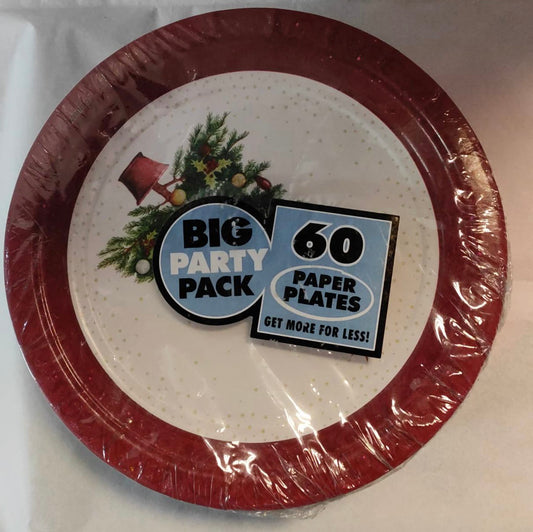 BIG
PARTY
PACK
60
PAPER
PLATES
GET MORE FOR LESS!